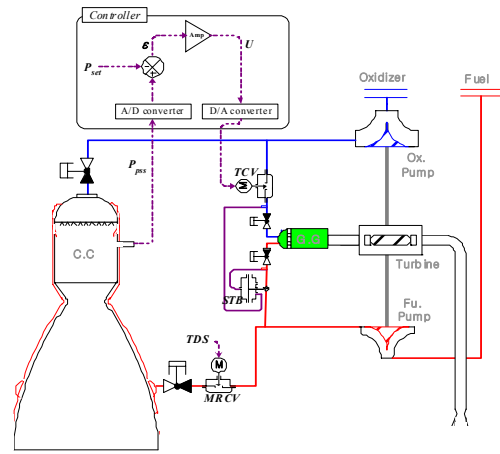 Controller
ε
Amp
U
P_set
A/D converter
D/A converter
Oxidizer
Fuel
P_pss
TCV
M
Ox.
Pump
C.C
G.G
Turbine
STB
Fu.
Pump
TDS
M
MRCV